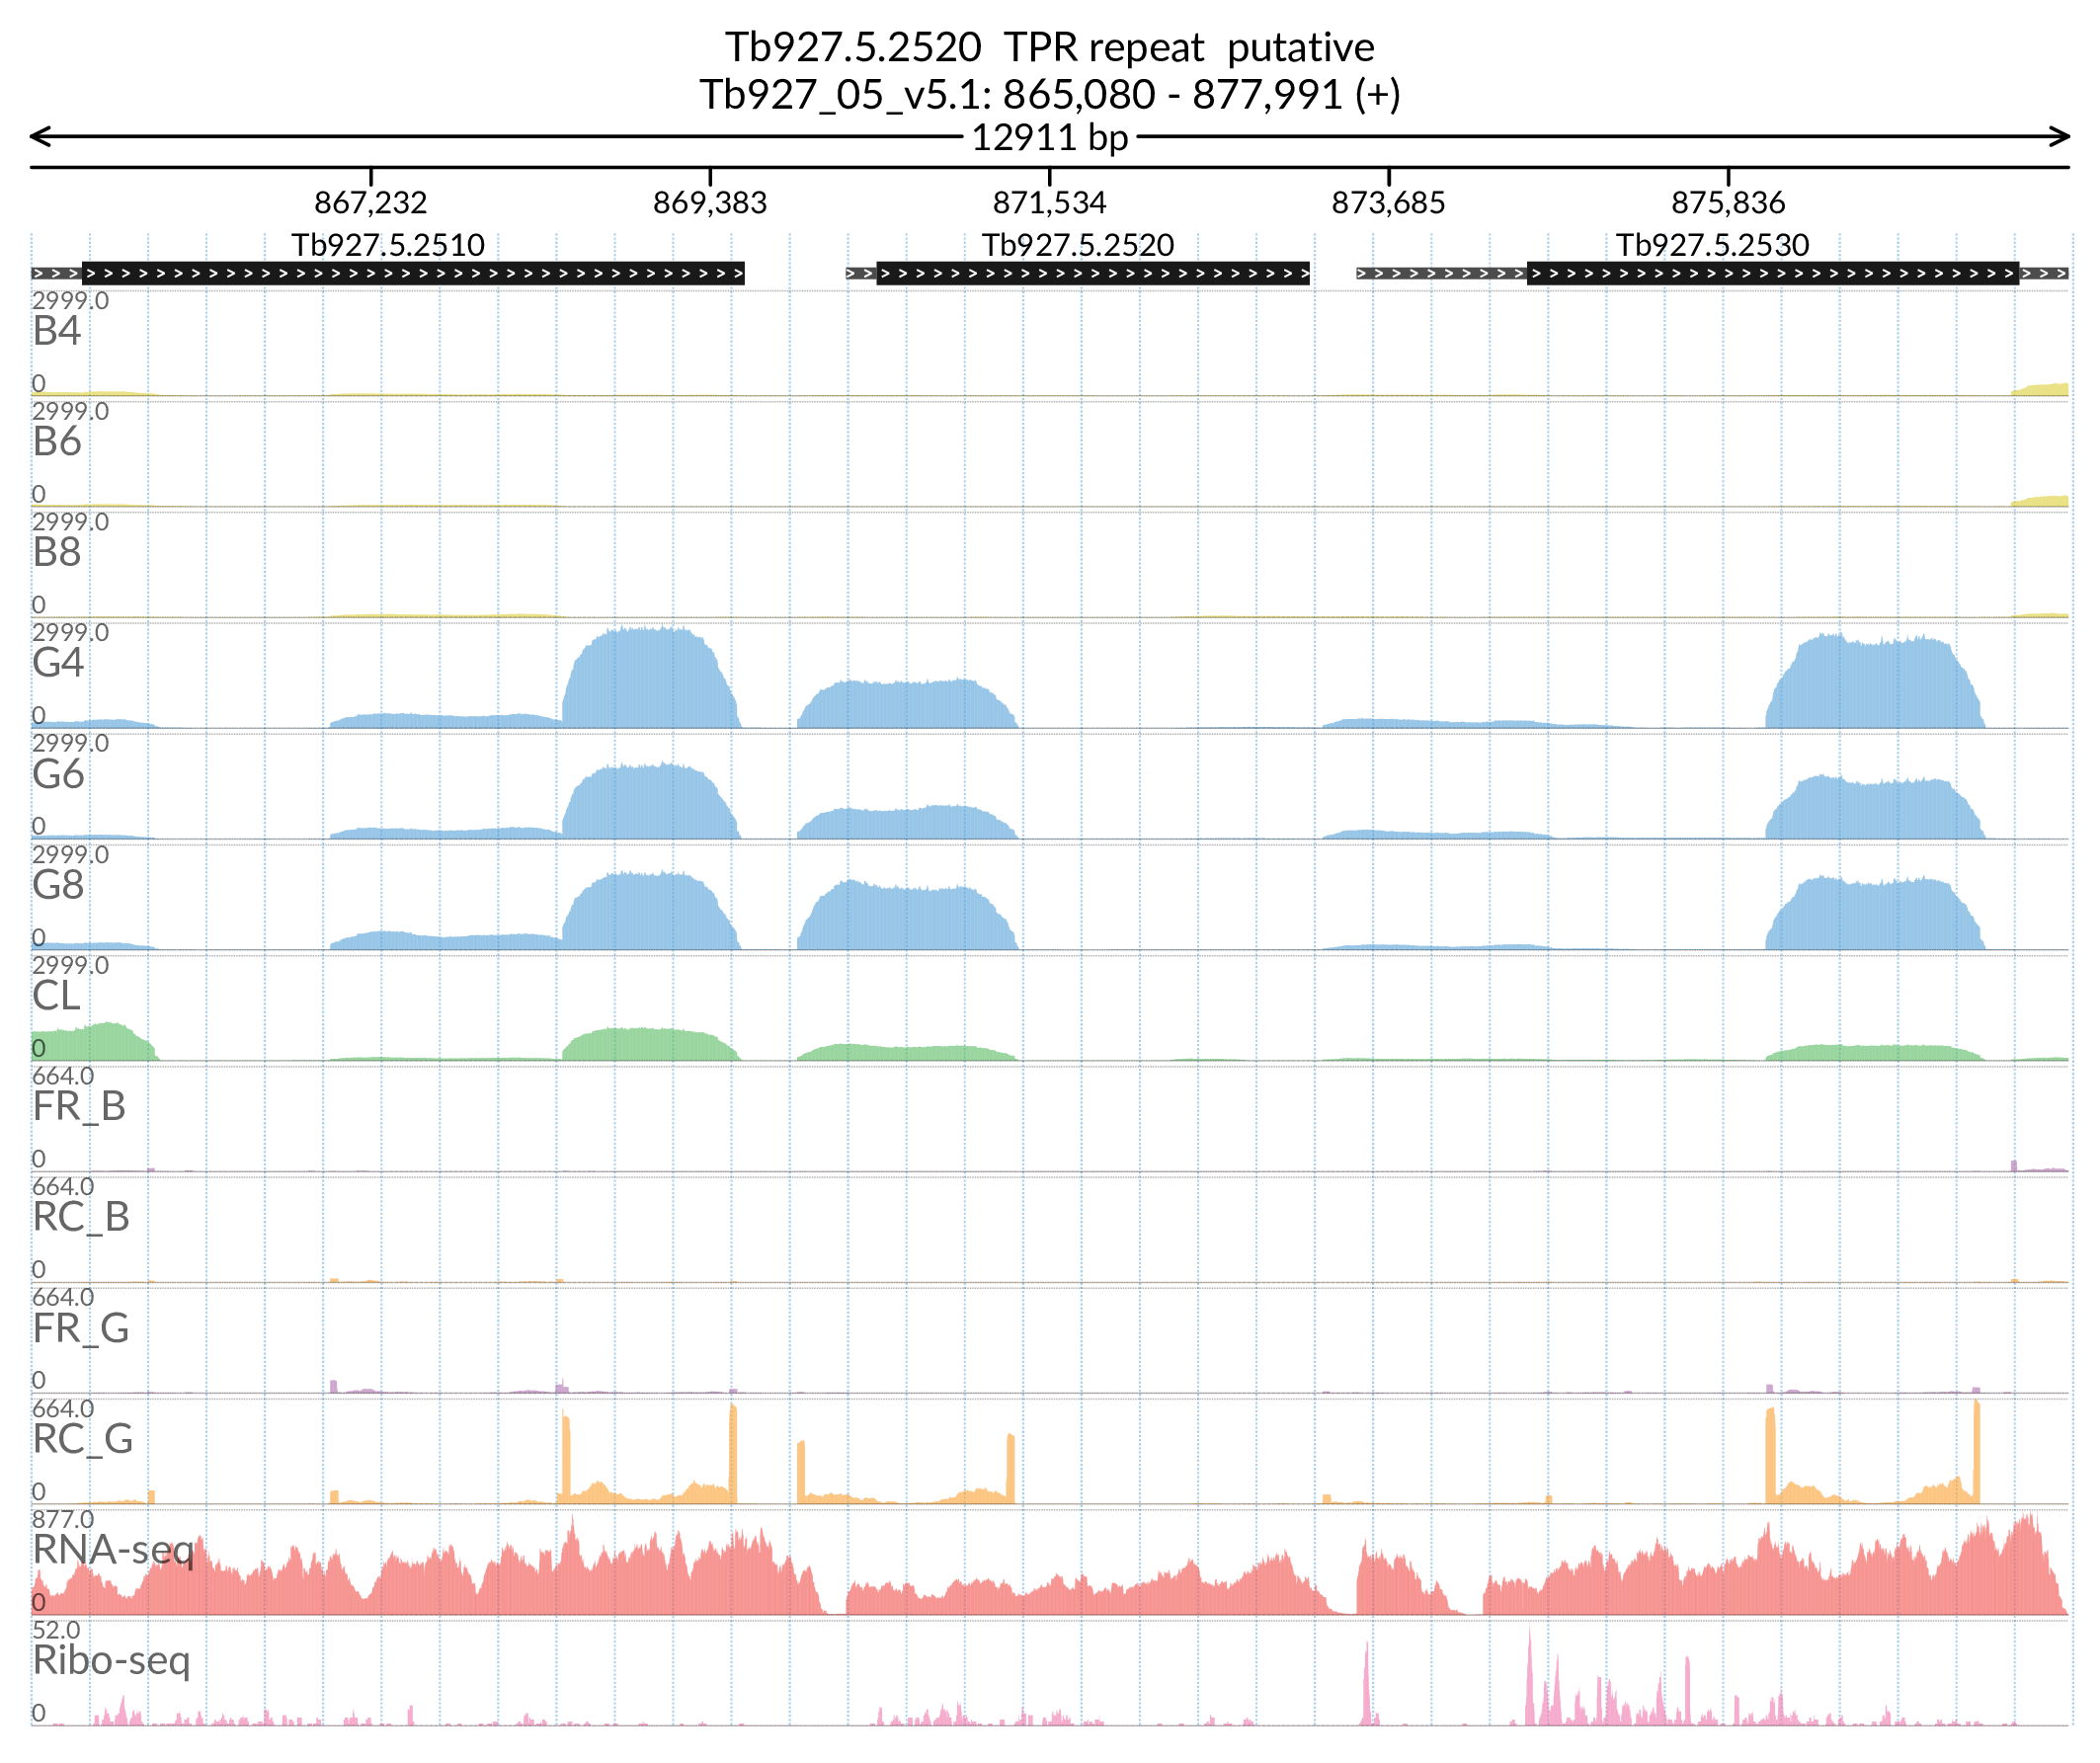 Tb927.5.2520  TPR repeat  putative
Tb927_05_v5.1: 865,080 - 877,991 (+)
12911 bp
867,232 869,383 871,534 873,685 875,836
Tb927.5.2510 Tb927.5.2520 Tb927.5.2530
2999.0
B4
0
2999.0
B6
0
2999.0
B8
0
2999.0
G4
0
2999.0
G6
0
2999.0
G8
0
2999.0
CL
0
664.0
FR_B
0
664.0
RC_B
0
664.0
FR_G
0
664.0
RC_G
0
877.0
RNA-seq
0
52.0
Ribo-seq
0